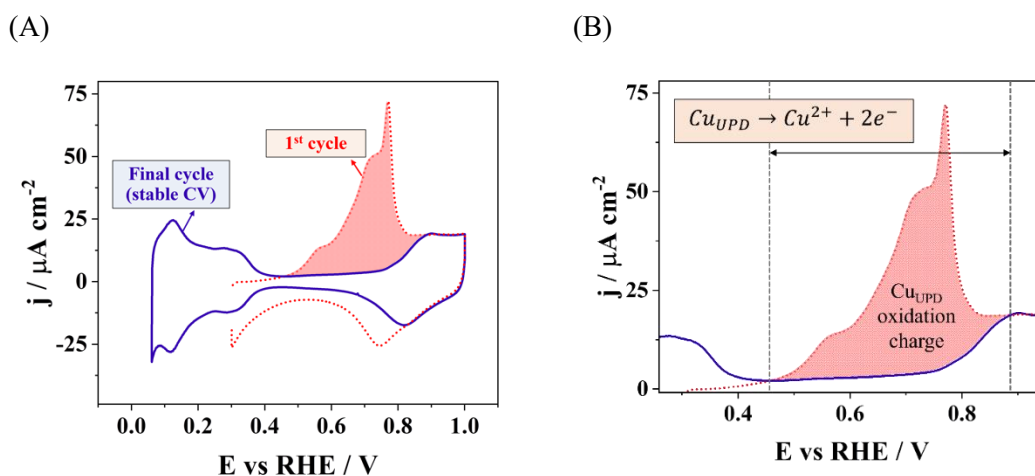 (A)
(B)
75
50
25
0
-25
j / μA cm⁻²
1st cycle
Final cycle
(stable CV)
0.0 0.2 0.4 0.6 0.8 1.0
E vs RHE / V
75
50
25
0
j / μA cm⁻²
Cu_UPD → Cu²⁺ + 2e⁻
Cu_UPD
oxidation
charge
0.4 0.6 0.8
E vs RHE / V